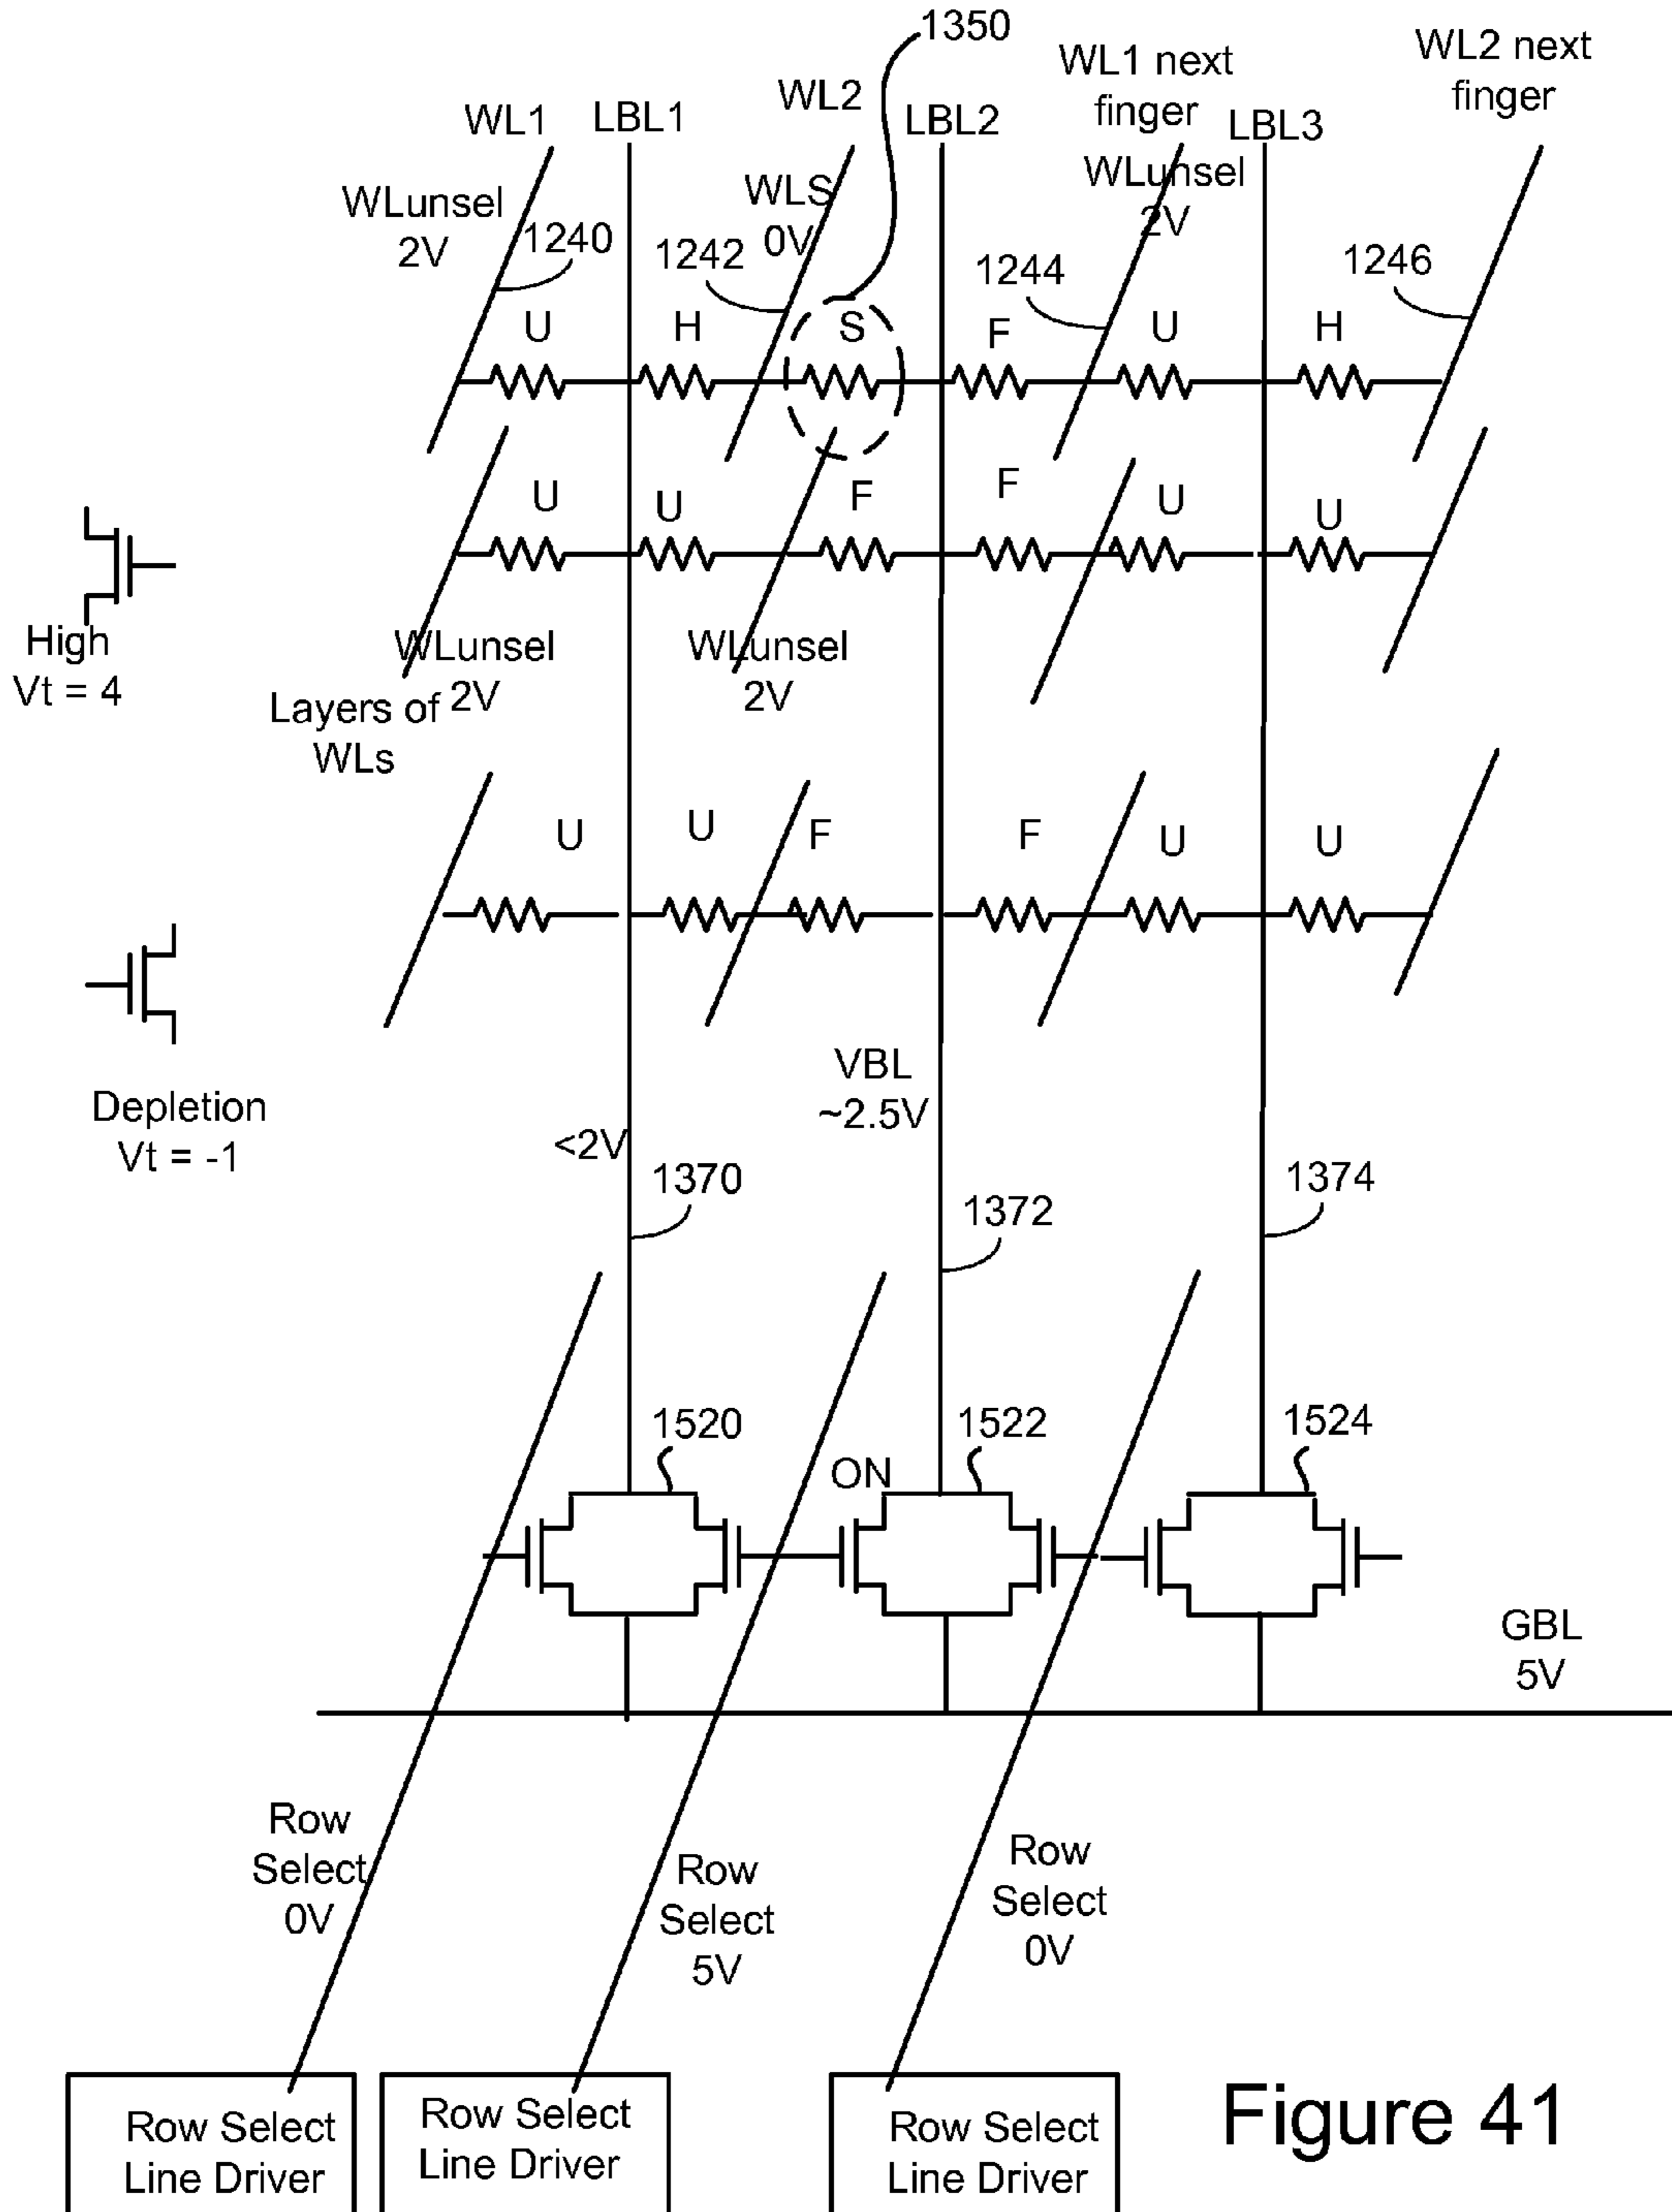 1350
WL1
LBL1
WL2
LBL2
WL1 next
finger
LBL3
WL2 next
finger
WLunsel
2V
WLS
0V
WLunsel
2V
1240
1242
1244
1246
U
H
S
F
U
H
U
U
F
F
U
U
High
Vt = 4
WLunsel
2V
WLunsel
2V
Layers of
WLs
U
U
F
F
U
U
Depletion
Vt = -1
<2V
VBL
~2.5V
1370
1372
1374
1520
ON
1522
1524
GBL
5V
Row
Select
0V
Row
Select
5V
Row
Select
0V
Row Select
Line Driver
Row Select
Line Driver
Row Select
Line Driver
Figure 41